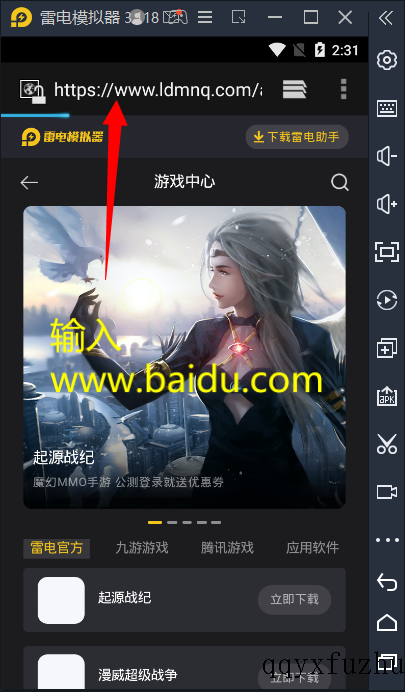 雷电模拟器
2:31
https://www.ldmnq.com/a
雷电模拟器
下载雷电助手
游戏中心
输入
www.baidu.com
起源战纪
魔幻MMO手游 公测登录就送优惠券
雷电官方 九游游戏 腾讯游戏 应用软件
起源战纪
立即下载
漫威超级战争
立即下载
APK
qqyxfuzhu